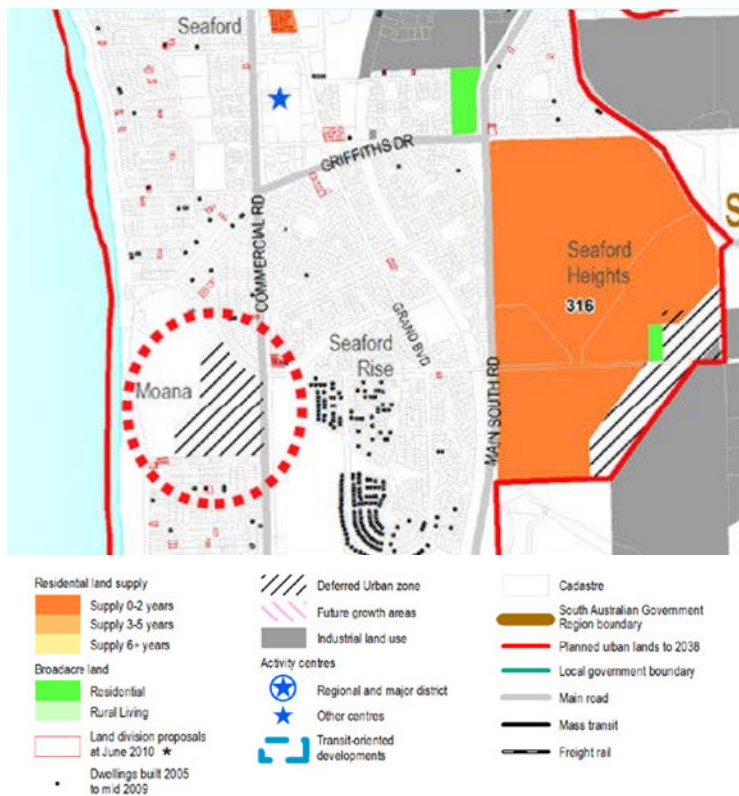 Seaford
GRIFFITHS DR
COMMERCIAL RD
S
Seaford
Heights
316
GRAND BVD
Seaford
Rise
Moana
MAIN SOUTH RD
Residential land supply
Supply 0-2 years
Supply 3-5 years
Supply 6+ years
Broadacre land
Residential
Rural Living
Land division proposals
at June 2010 *
Dwellings built 2005
to mid 2009
Deferred Urban zone
Future growth areas
Industrial land use
Activity centres
Regional and major district
Other centres
Transit-oriented
developments
Cadastre
South Australian Government
Region boundary
Planned urban lands to 2038
Local government boundary
Main road
Mass transit
Freight rail